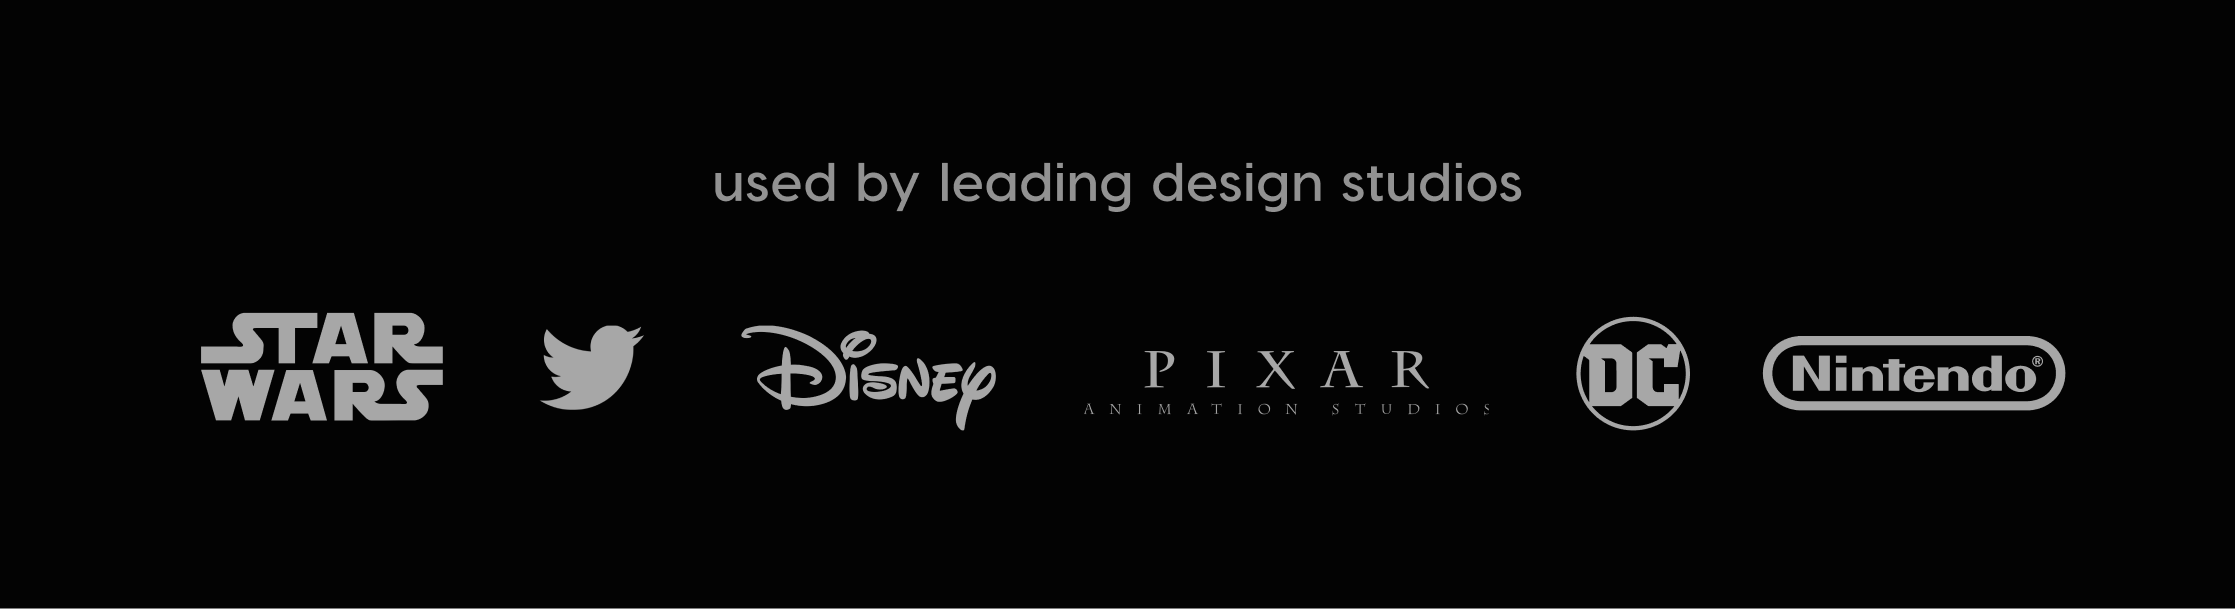 used by leading design studios
STAR
WARS
Disney
PIXAR
ANIMATION STUDIOS
DC
Nintendo®